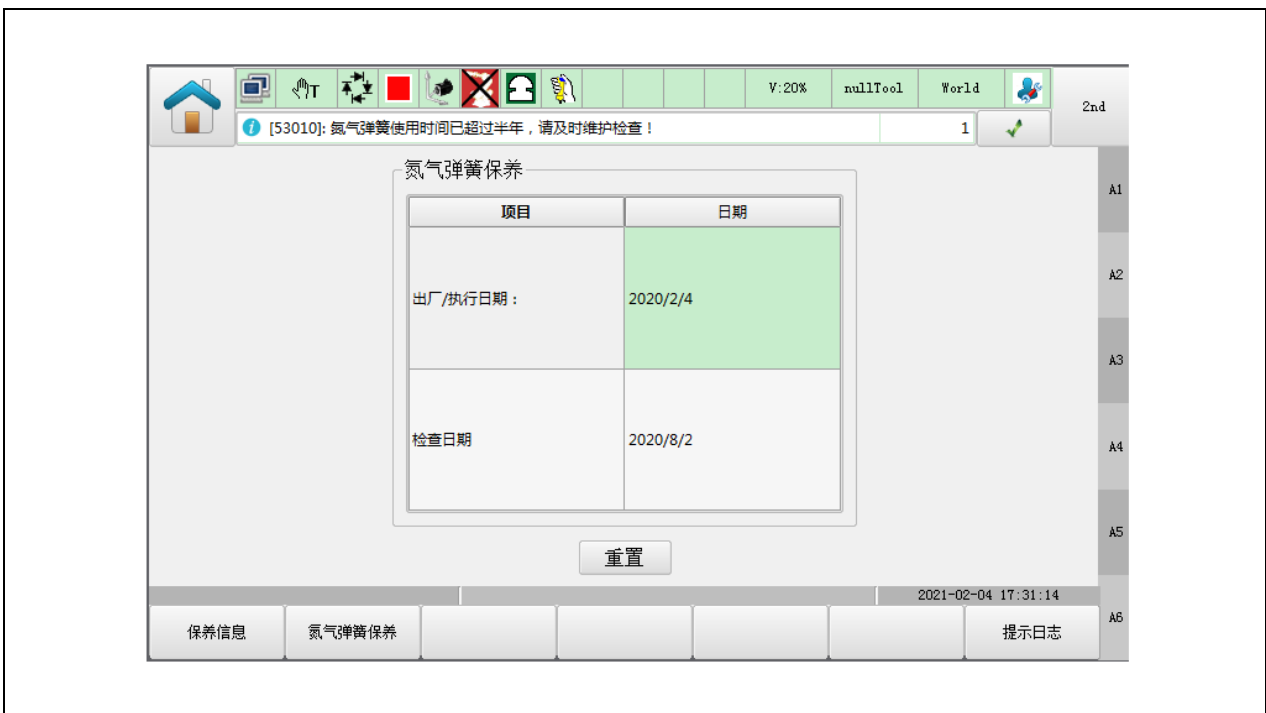 T
V:20%
nullTool
World
2nd
[53010]: 氮气弹簧使用时间已超过半年，请及时维护检查！
1
氮气弹簧保养
项目
日期
出厂/执行日期：
2020/2/4
检查日期
2020/8/2
重置
A1
A2
A3
A4
A5
A6
2021-02-04 17:31:14
保养信息
氮气弹簧保养
提示日志